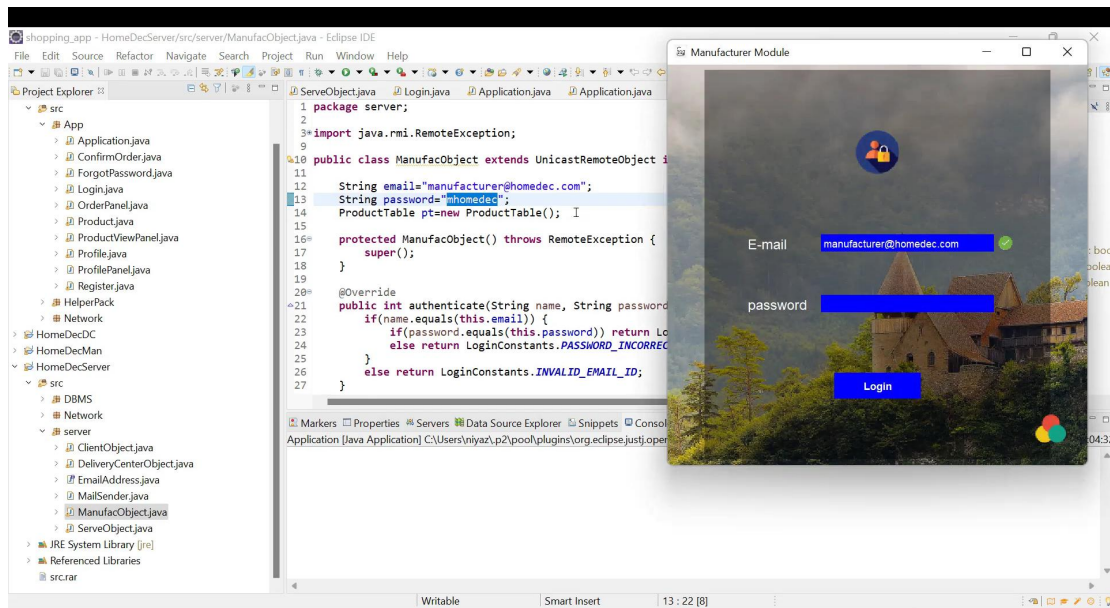 shopping_app - HomeDecServer/src/server/ManufacObject.java - Eclipse IDE
File Edit Source Refactor Navigate Search Project Run Window Help
Project Explorer
src
App
Application.java
ConfirmOrder.java
ForgotPassword.java
Login.java
OrderPanel.java
Product.java
ProductViewPanel.java
Profile.java
ProfilePanel.java
Register.java
HelperPack
Network
HomeDecDC
HomeDecMan
HomeDecServer
src
DBMS
Network
server
ClientObject.java
DeliveryCenterObject.java
EmailAddress.java
MailSender.java
ManufacObject.java
ServeObject.java
JRE System Library [jre]
Referenced Libraries
src.rar
ServeObject.java Login.java Application.java Application.java
1 package server;
2
3 import java.rmi.RemoteException;
9
10 public class ManufacObject extends UnicastRemoteObject i
11
12 String email="manufacturer@homedec.com";
13 String password="mhomedec";
14 ProductTable pt=new ProductTable();
15
16 protected ManufacObject() throws RemoteException {
17 super();
18 }
19
20 @Override
21 public int authenticate(String name, String password
22 if(name.equals(this.email)) {
23 if(password.equals(this.password)) return Lo
24 else return LoginConstants.PASSWORD_INCORREC
25 }
26 else return LoginConstants.INVALID_EMAIL_ID;
27 }
Markers Properties Servers Data Source Explorer Snippets Consol
Application [Java Application] C:\Users\niyaz\.p2\pool\plugins\org.eclipse.justj.oper
Manufacturer Module
E-mail manufacturer@homedec.com
password
Login
Writable Smart Insert 13 : 22 [8]